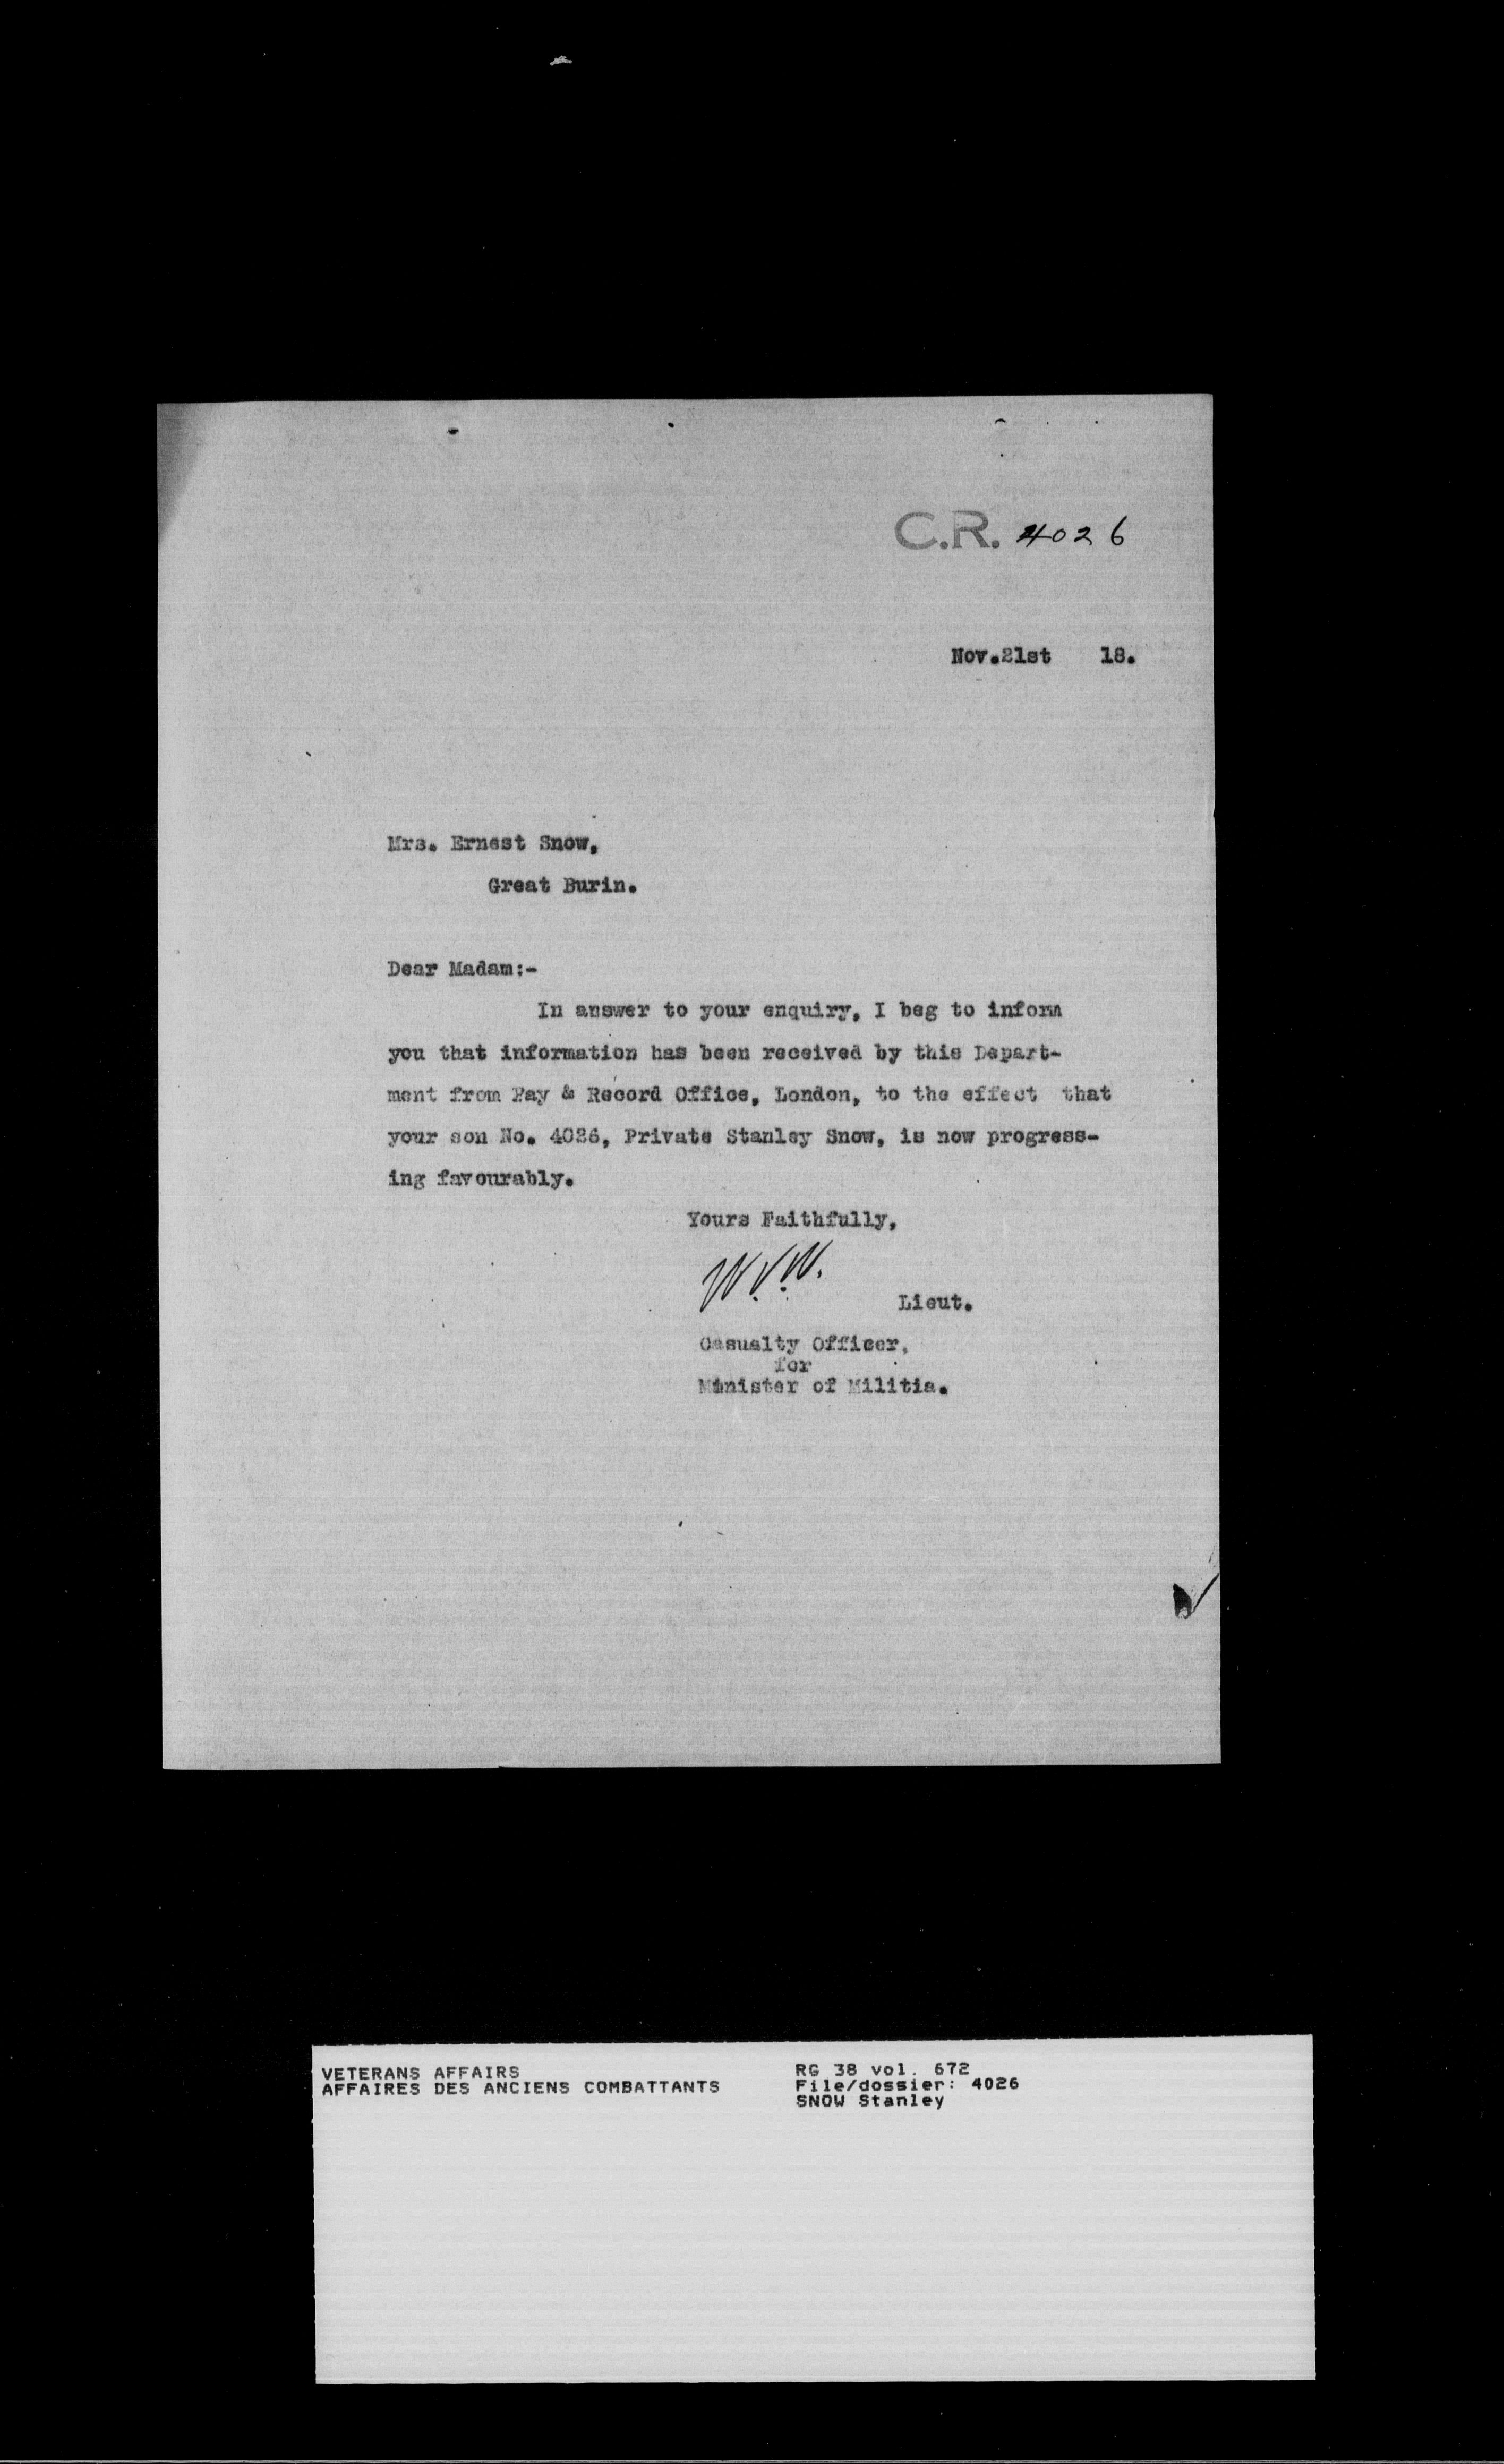 C.R. 4026
Nov.21st 18.
Mrs. Ernest Snow,
Great Burin.
Dear Madam:-
In answer to your enquiry, I beg to inform
you that information has been received by this Depart-
ment from Pay & Record Office, London, to the effect that
your son No. 4026, Private Stanley Snow, is now progress-
ing favourably.
Yours Faithfully,
W.V.W.
Lieut.
Casualty Officer,
for
Minister of Militia.
VETERANS AFFAIRS
AFFAIRES DES ANCIENS COMBATTANTS
RG 38 vol. 672
File/dossier: 4026
SNOW Stanley